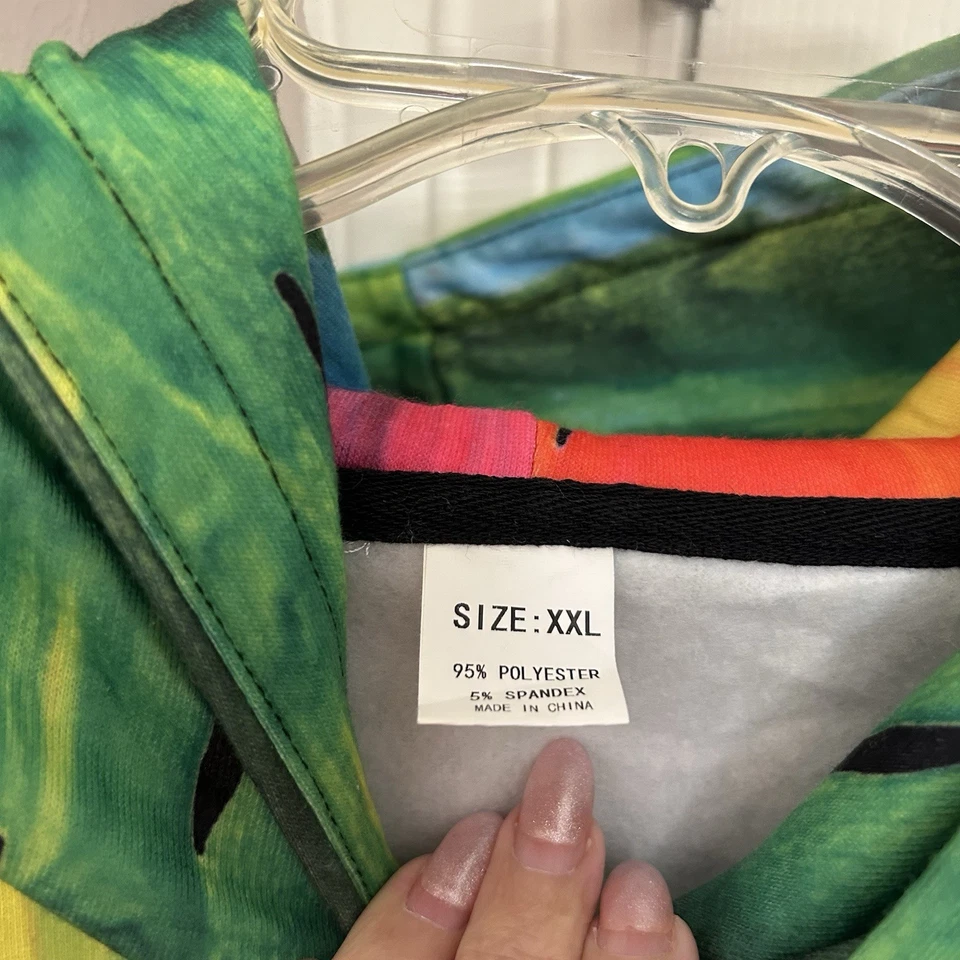 SIZE:XXL
95% POLYESTER
5% SPANDEX
MADE IN CHINA